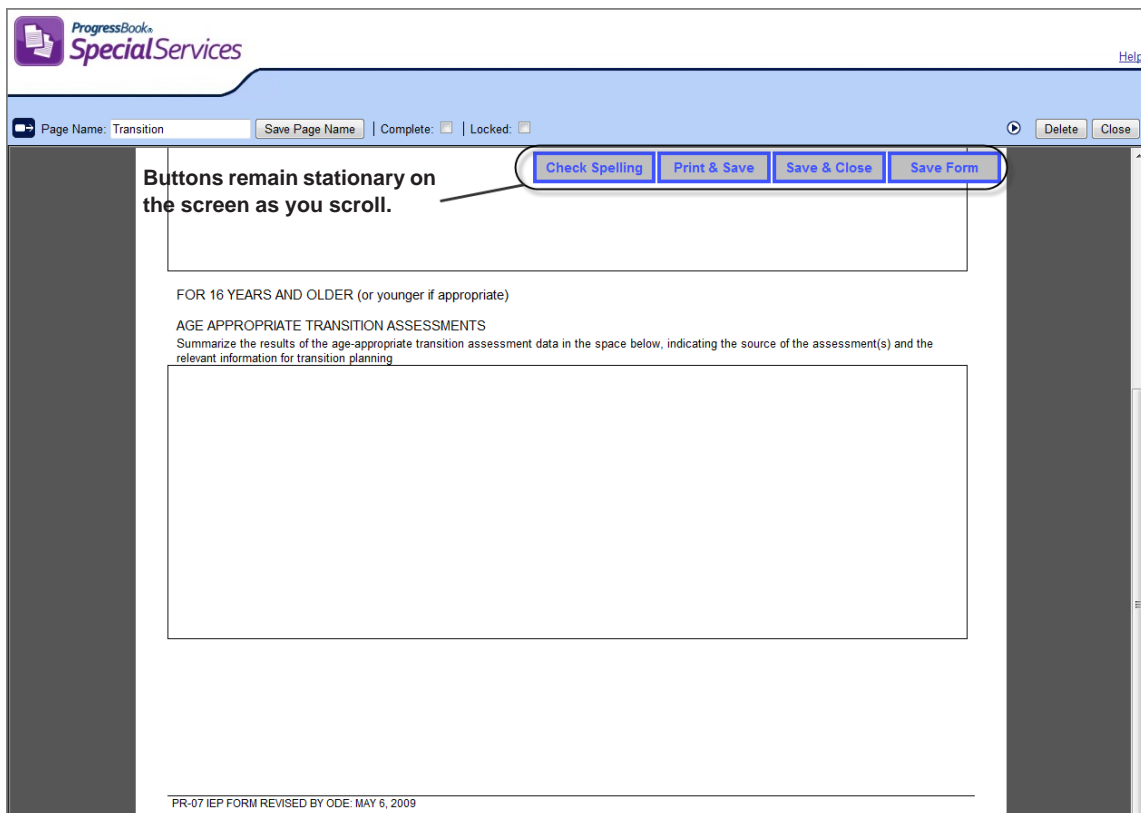 ProgressBook®
SpecialServices
Help
Page Name: Transition Save Page Name | Complete: | Locked: Delete Close
Check Spelling Print & Save Save & Close Save Form
Buttons remain stationary on
the screen as you scroll.
FOR 16 YEARS AND OLDER (or younger if appropriate)
AGE APPROPRIATE TRANSITION ASSESSMENTS
Summarize the results of the age-appropriate transition assessment data in the space below, indicating the source of the assessment(s) and the
relevant information for transition planning
PR-07 IEP FORM REVISED BY ODE: MAY 6, 2009